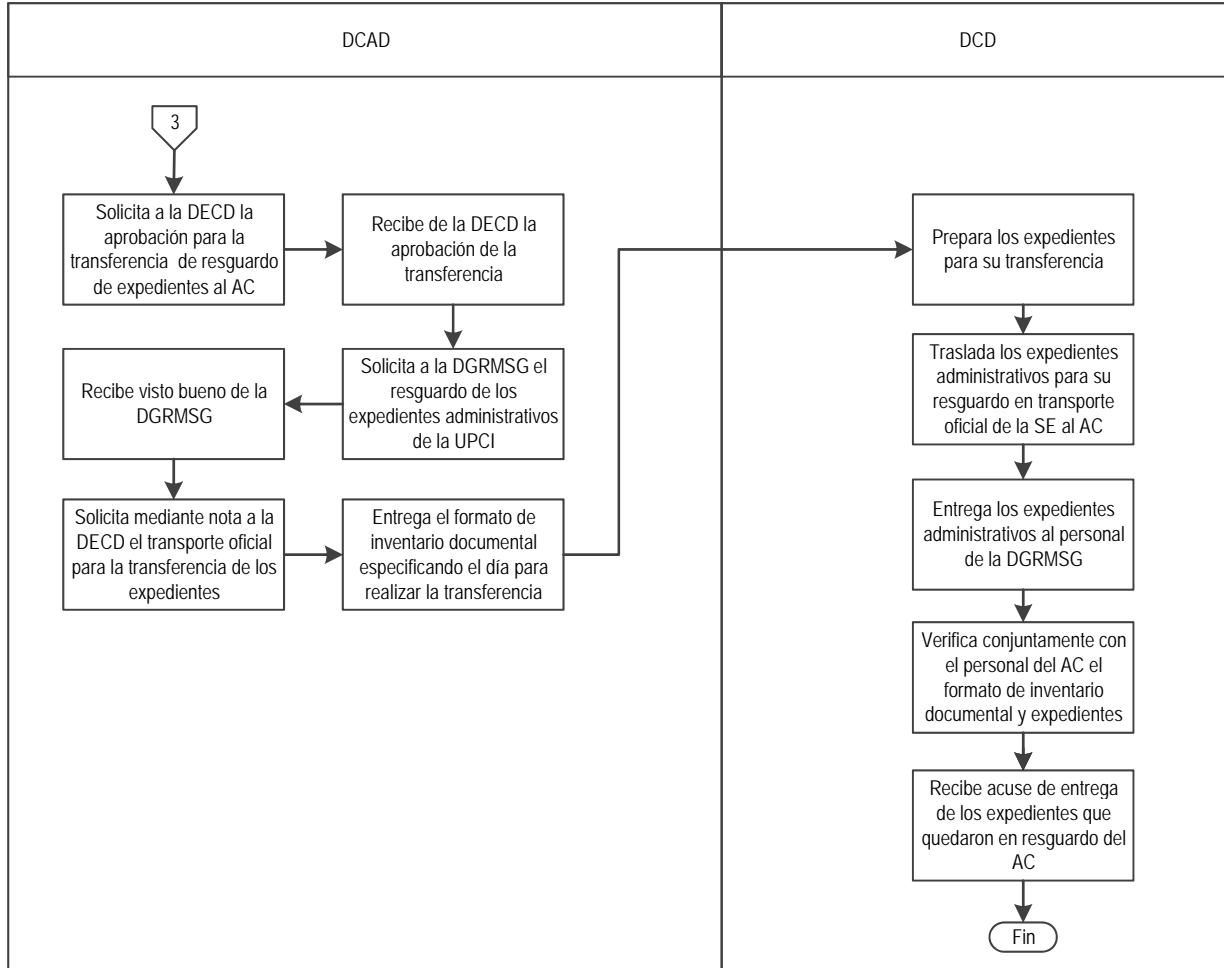 DCAD
DCD
3
Solicita a la DECD
la aprobación para la
transferencia de resguardo
de expedientes al AC
Recibe de la DECD la
aprobación de la
transferencia
Solicita a la DGRMSG el
resguardo de los
expedientes administrativos
de la UPCI
Recibe visto bueno de la
DGRMSG
Solicita mediante nota a la
DECD el transporte oficial
para la transferencia de los
expedientes
Entrega el formato de
inventario documental
especificando el día para
realizar la transferencia
Prepara los expedientes
para su transferencia
Traslada los expedientes
administrativos para su
resguardo en transporte
oficial de la SE al AC
Entrega los expedientes
administrativos al personal
de la DGRMSG
Verifica conjuntamente con
el personal del AC el
formato de inventario
documental y expedientes
Recibe acuse de entrega
de los expedientes que
quedaron en resguardo del
AC
Fin